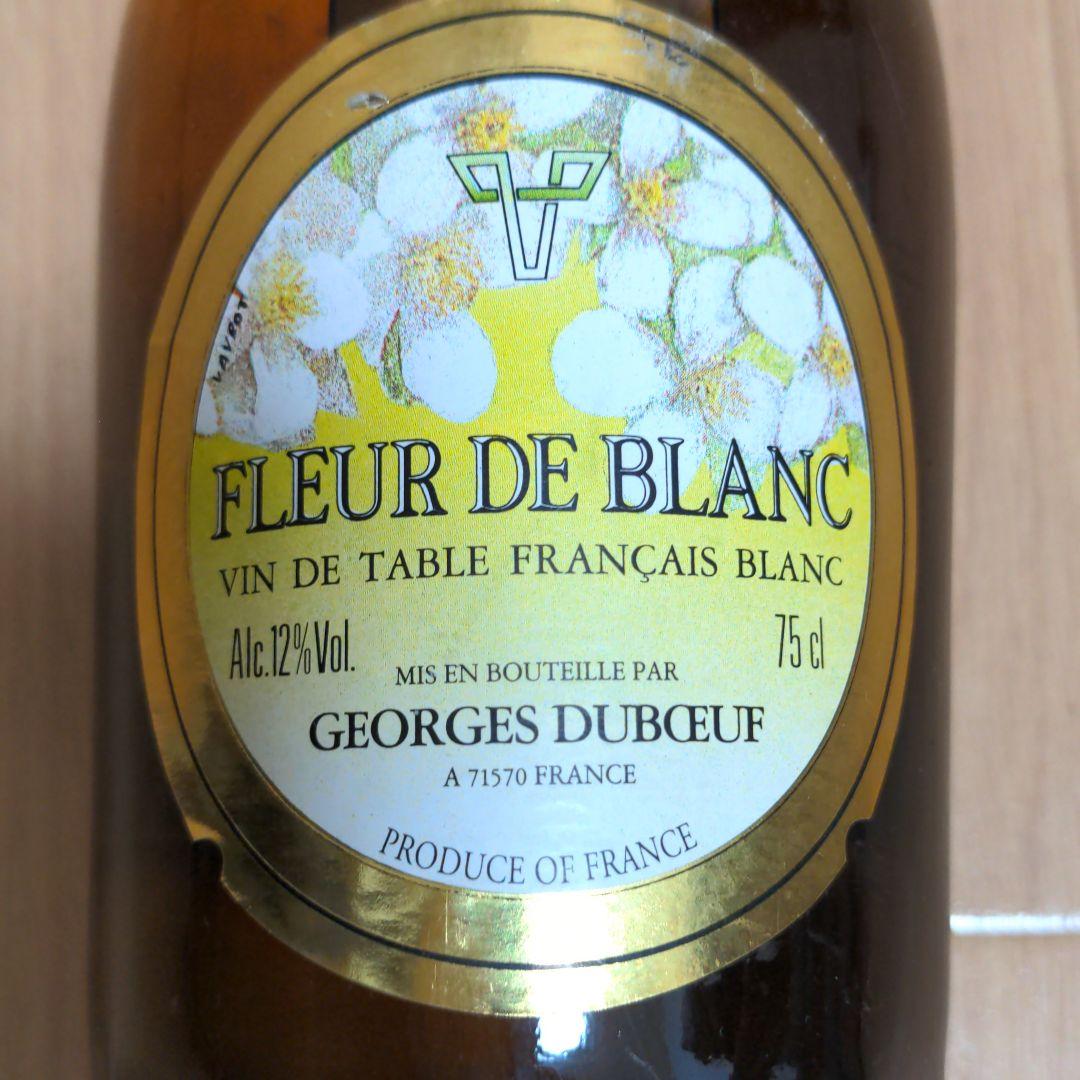 LAVROT
FLEUR DE BLANC
VIN DE TABLE FRANÇAIS BLANC
Alc.12%Vol.
75 cl
MIS EN BOUTEILLE PAR
GEORGES DUBŒUF
A 71570 FRANCE
PRODUCE OF FRANCE